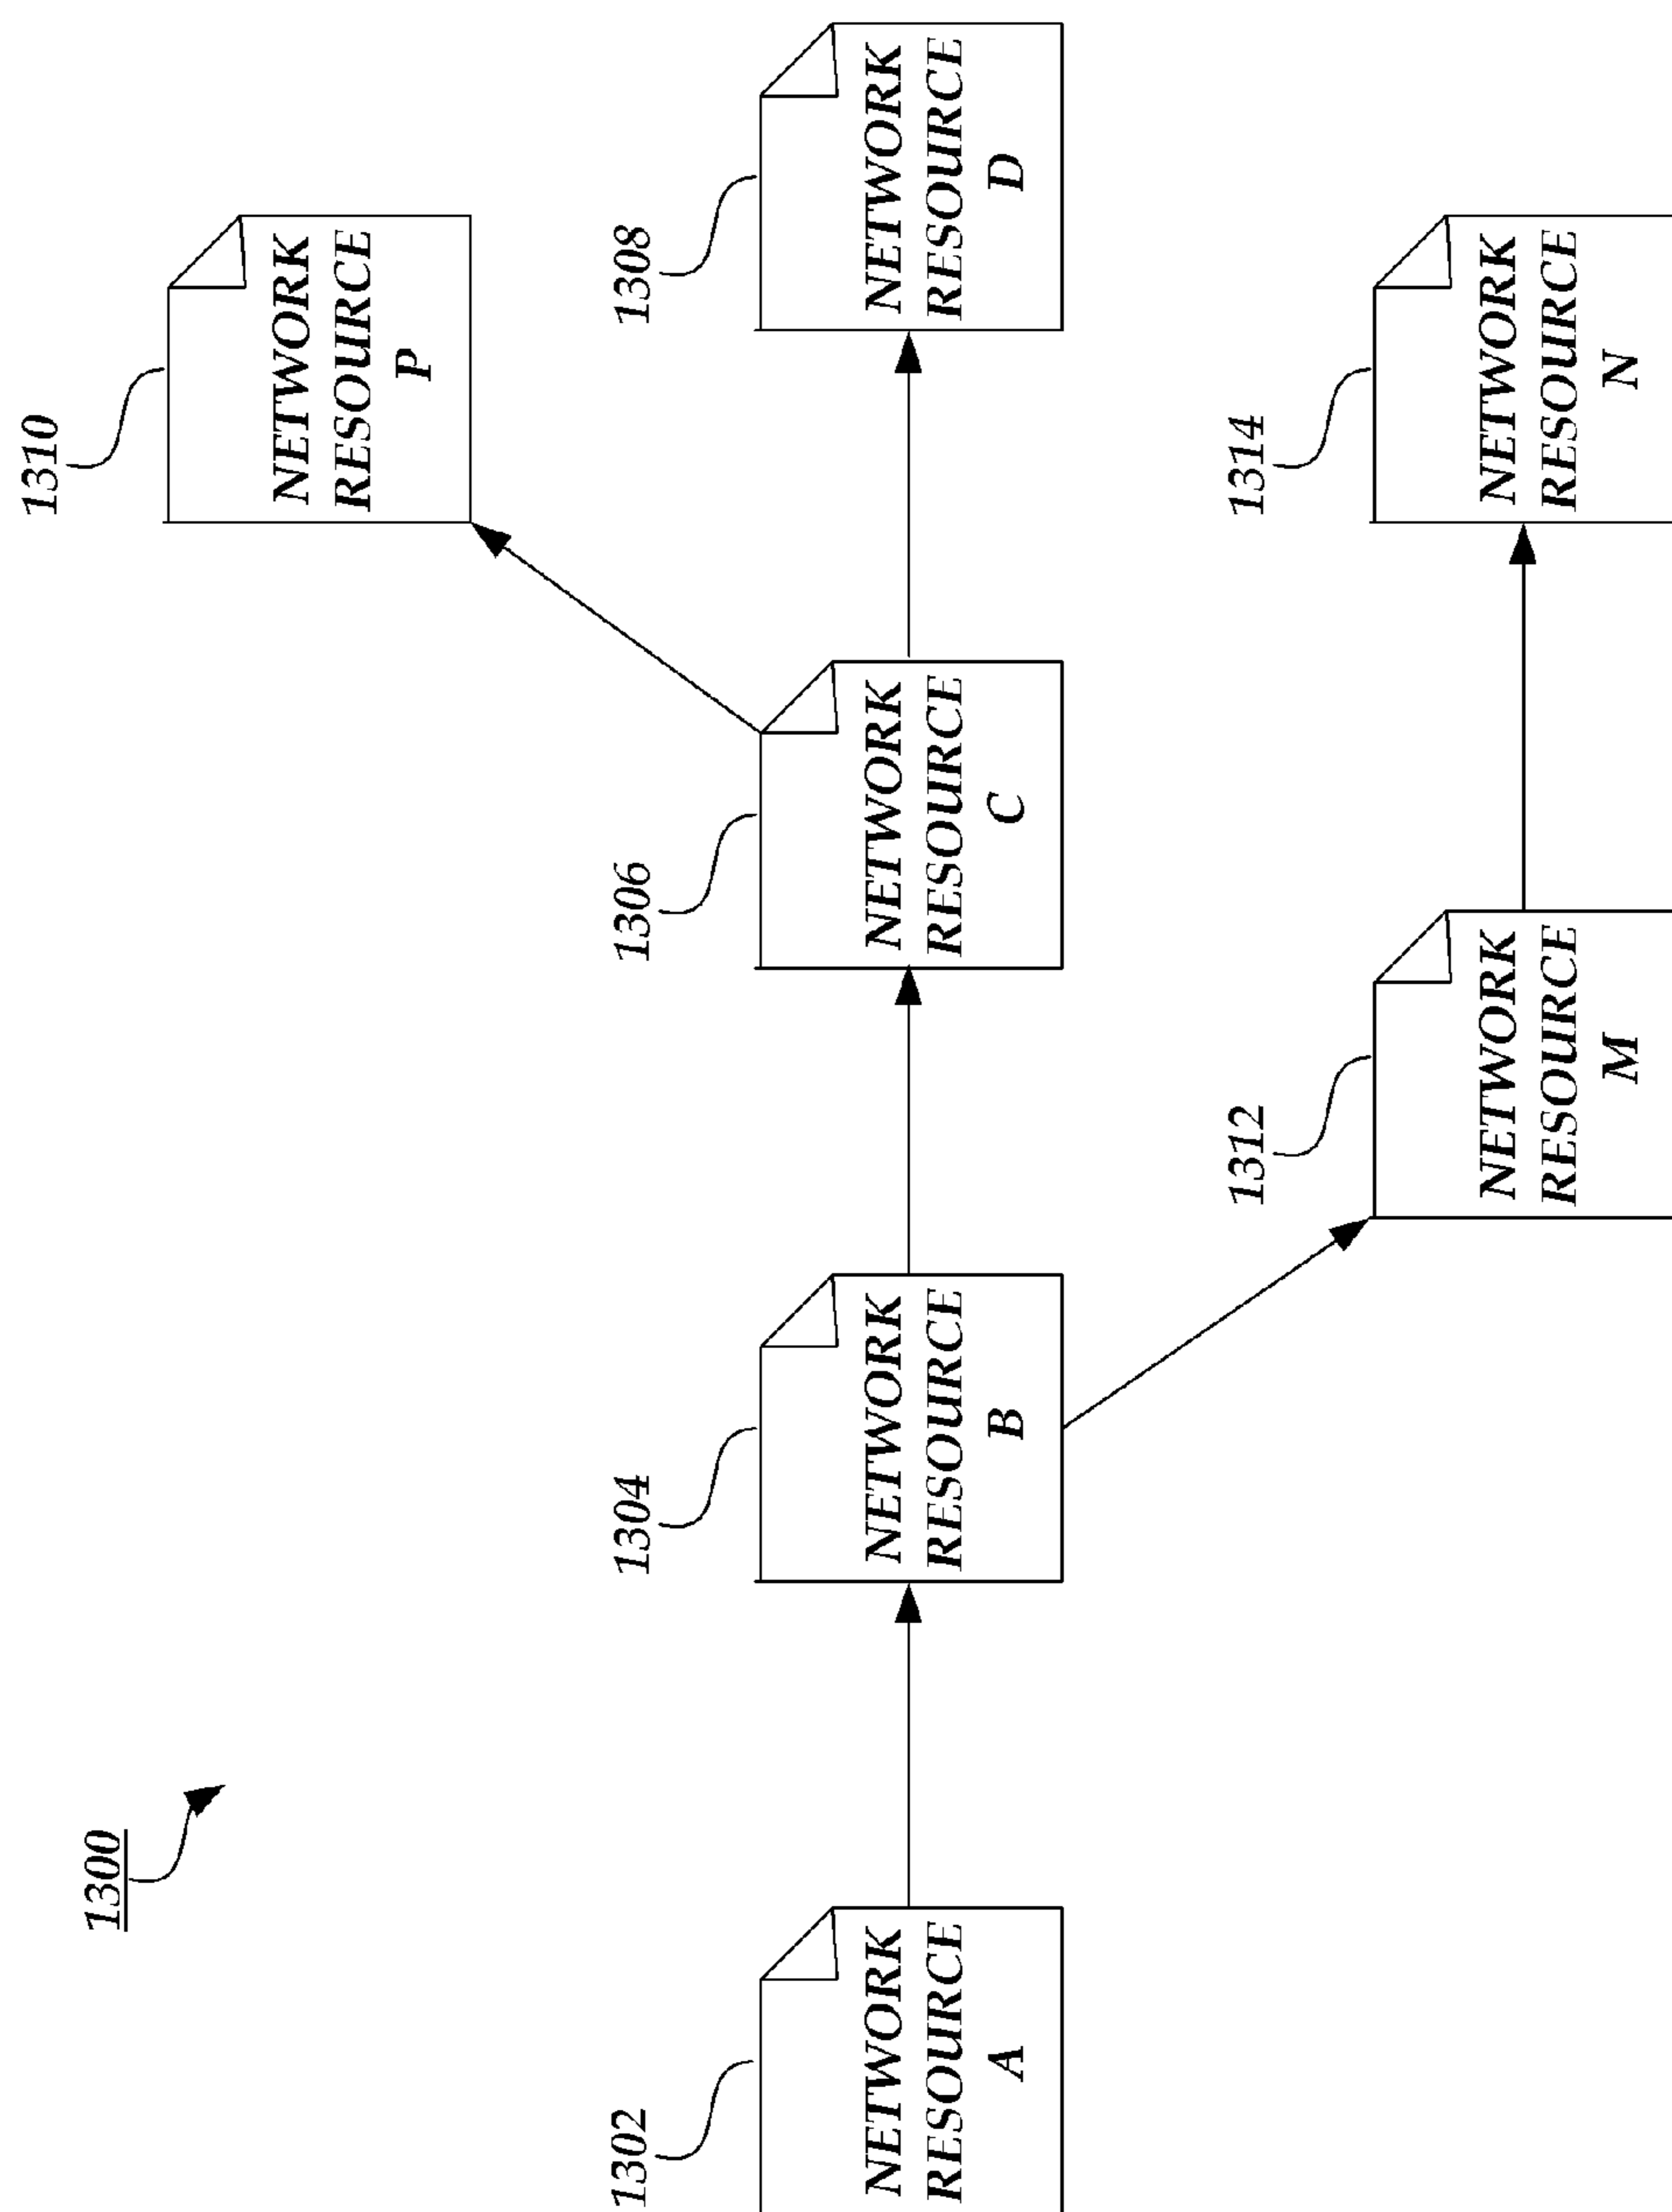 1300
1310
NETWORK
RESOURCE
P
1302
NETWORK
RESOURCE
A
1304
NETWORK
RESOURCE
B
1306
NETWORK
RESOURCE
C
1308
NETWORK
RESOURCE
D
1312
NETWORK
RESOURCE
M
1314
NETWORK
RESOURCE
N